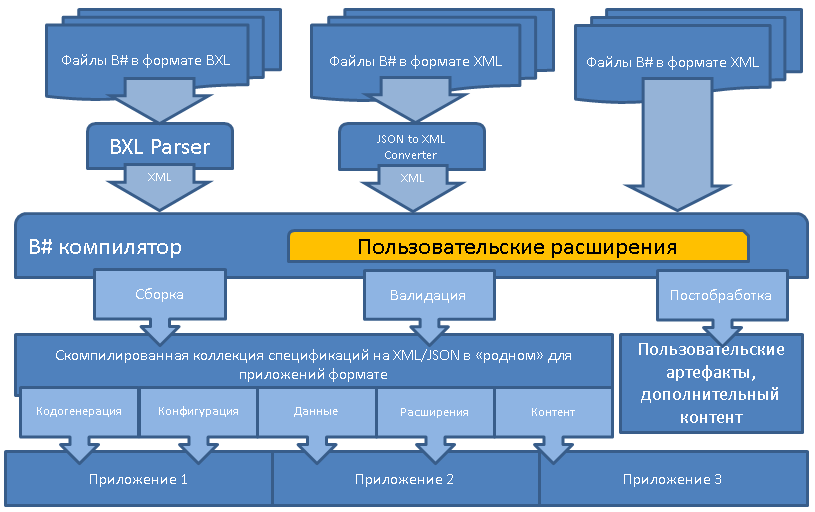 Файлы B# в формате BXL
Файлы B# в формате XML
Файлы B# в формате XML
BXL Parser
JSON to XML
Converter
XML
XML
B# компилятор
Пользовательские расширения
Сборка
Валидация
Постобработка
Скомпилированная коллекция спецификаций на XML/JSON в «родном» для
приложений формате
Пользовательские
артефакты,
дополнительный
контент
Кодогенерация
Конфигурация
Данные
Расширения
Контент
Приложение 1
Приложение 2
Приложение 3